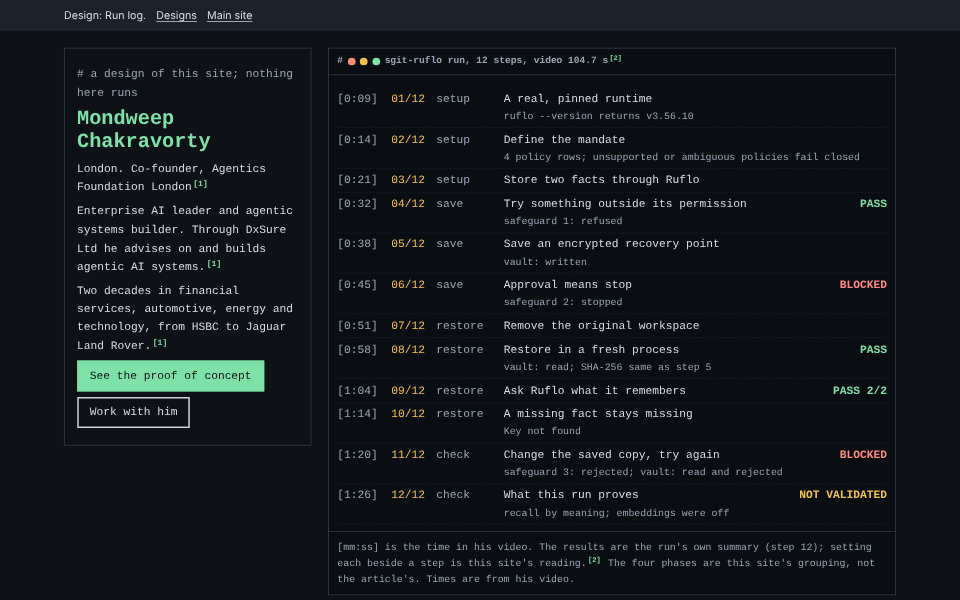 Design: Run log. Designs Main site
# a design of this site; nothing
here runs
Mondweep
Chakravorty
London. Co-founder, Agentics
Foundation London[1]
Enterprise AI leader and agentic
systems builder. Through DxSure
Ltd he advises on and builds
agentic AI systems.[1]
Two decades in financial
services, automotive, energy and
technology, from HSBC to Jaguar
Land Rover.[1]
See the proof of concept
Work with him
# sgit-ruflo run, 12 steps, video 104.7 s[2]
[0:09] 01/12 setup A real, pinned runtime
ruflo --version returns v3.56.10
[0:14] 02/12 setup Define the mandate
4 policy rows; unsupported or ambiguous policies fail closed
[0:21] 03/12 setup Store two facts through Ruflo
[0:32] 04/12 save Try something outside its permission PASS
safeguard 1: refused
[0:38] 05/12 save Save an encrypted recovery point
vault: written
[0:45] 06/12 save Approval means stop BLOCKED
safeguard 2: stopped
[0:51] 07/12 restore Remove the original workspace
[0:58] 08/12 restore Restore in a fresh process PASS
vault: read; SHA-256 same as step 5
[1:04] 09/12 restore Ask Ruflo what it remembers PASS 2/2
[1:14] 10/12 restore A missing fact stays missing
Key not found
[1:20] 11/12 check Change the saved copy, try again BLOCKED
safeguard 3: rejected; vault: read and rejected
[1:26] 12/12 check What this run proves NOT VALIDATED
recall by meaning; embeddings were off
[mm:ss] is the time in his video. The results are the run's own summary (step 12); setting
each beside a step is this site's reading.[2] The four phases are this site's grouping, not
the article's. Times are from his video.